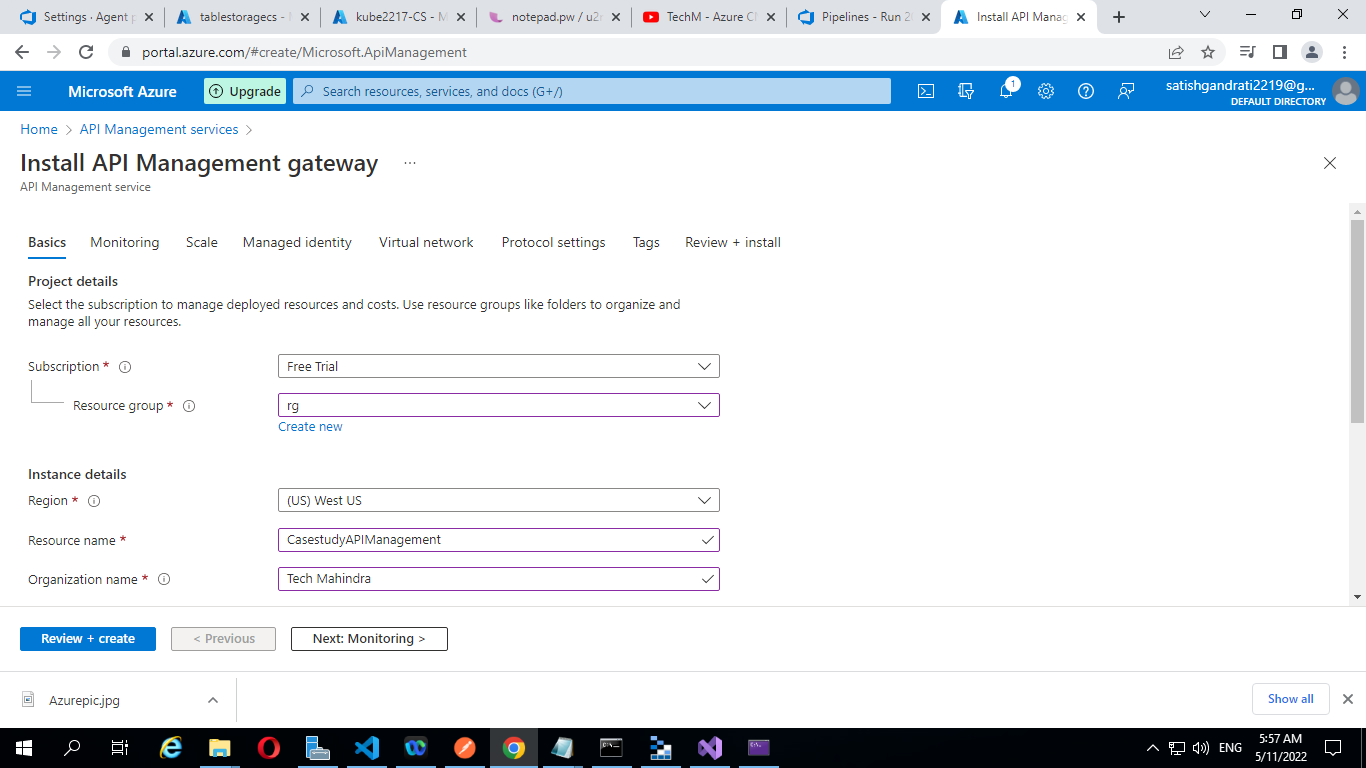 Settings · Agent p
tablestoragecs -
kube2217-CS - M
notepad.pw / u2
TechM - Azure Cl
Pipelines - Run 2
Install API Manag
portal.azure.com/#create/Microsoft.ApiManagement
Microsoft Azure
Upgrade
Search resources, services, and docs (G+/)
1
satishgandrati2219@g...
DEFAULT DIRECTORY
Home > API Management services >
Install API Management gateway ...
API Management service
Basics Monitoring Scale Managed identity Virtual network Protocol settings Tags Review + install
Project details
Select the subscription to manage deployed resources and costs. Use resource groups like folders to organize and
manage all your resources.
Subscription *
Free Trial
Resource group *
rg
Create new
Instance details
Region *
(US) West US
Resource name *
CasestudyAPIManagement
Organization name *
Tech Mahindra
Review + create
< Previous
Next: Monitoring >
Azurepic.jpg
Show all
ENG
5:57 AM
5/11/2022